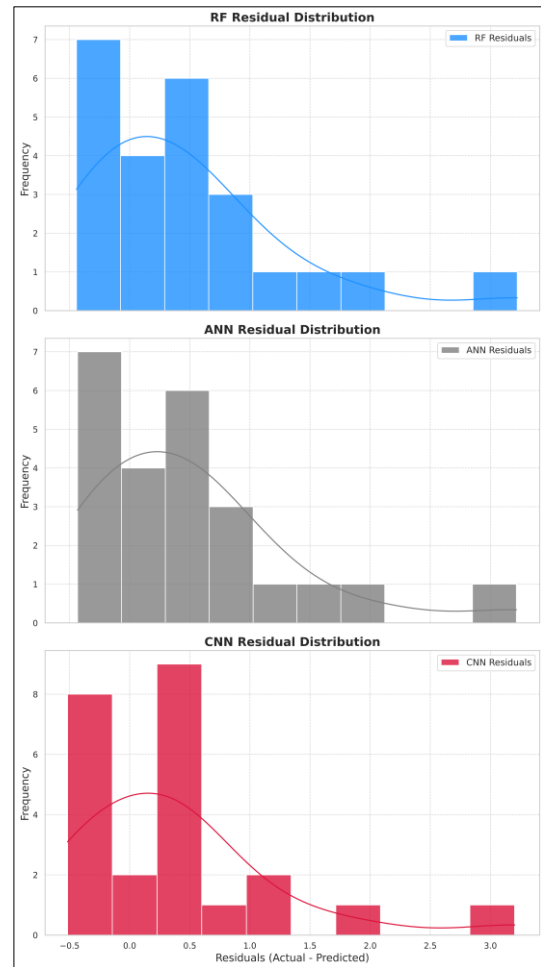 RF Residual Distribution
RF Residuals
7
6
5
4
3
2
1
0
Frequency
ANN Residual Distribution
ANN Residuals
7
6
5
4
3
2
1
0
Frequency
CNN Residual Distribution
CNN Residuals
8
6
4
2
0
Frequency
−0.5 0.0 0.5 1.0 1.5 2.0 2.5 3.0
Residuals (Actual - Predicted)